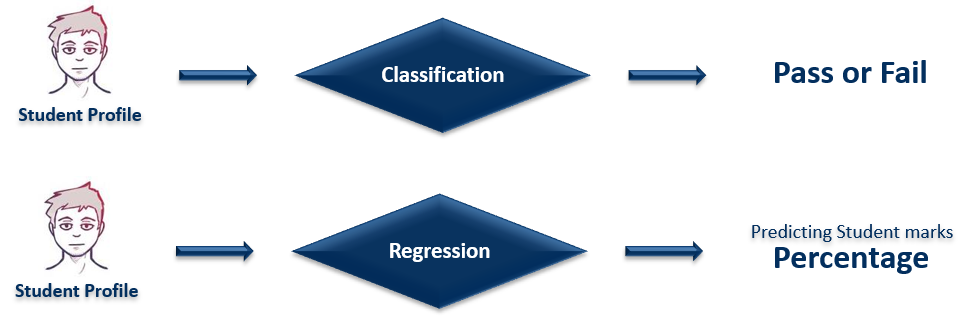 Student Profile
Classification
Pass or Fail
Student Profile
Regression
Predicting Student marks
Percentage